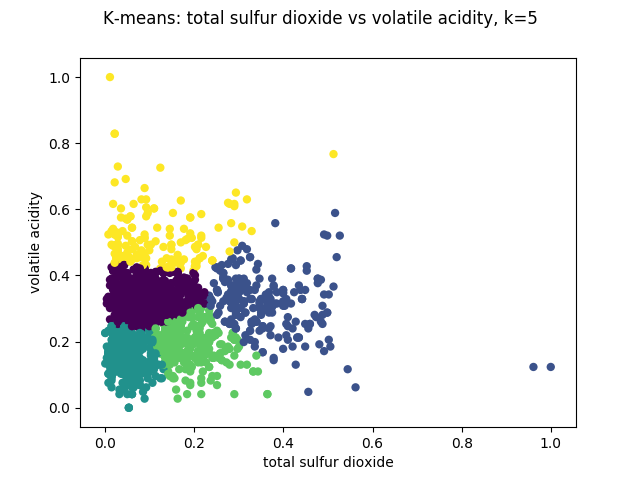 K-means: total sulfur dioxide vs volatile acidity, k=5
1.0
0.8
0.6
0.4
0.2
0.0
volatile acidity
0.0 0.2 0.4 0.6 0.8 1.0
total sulfur dioxide